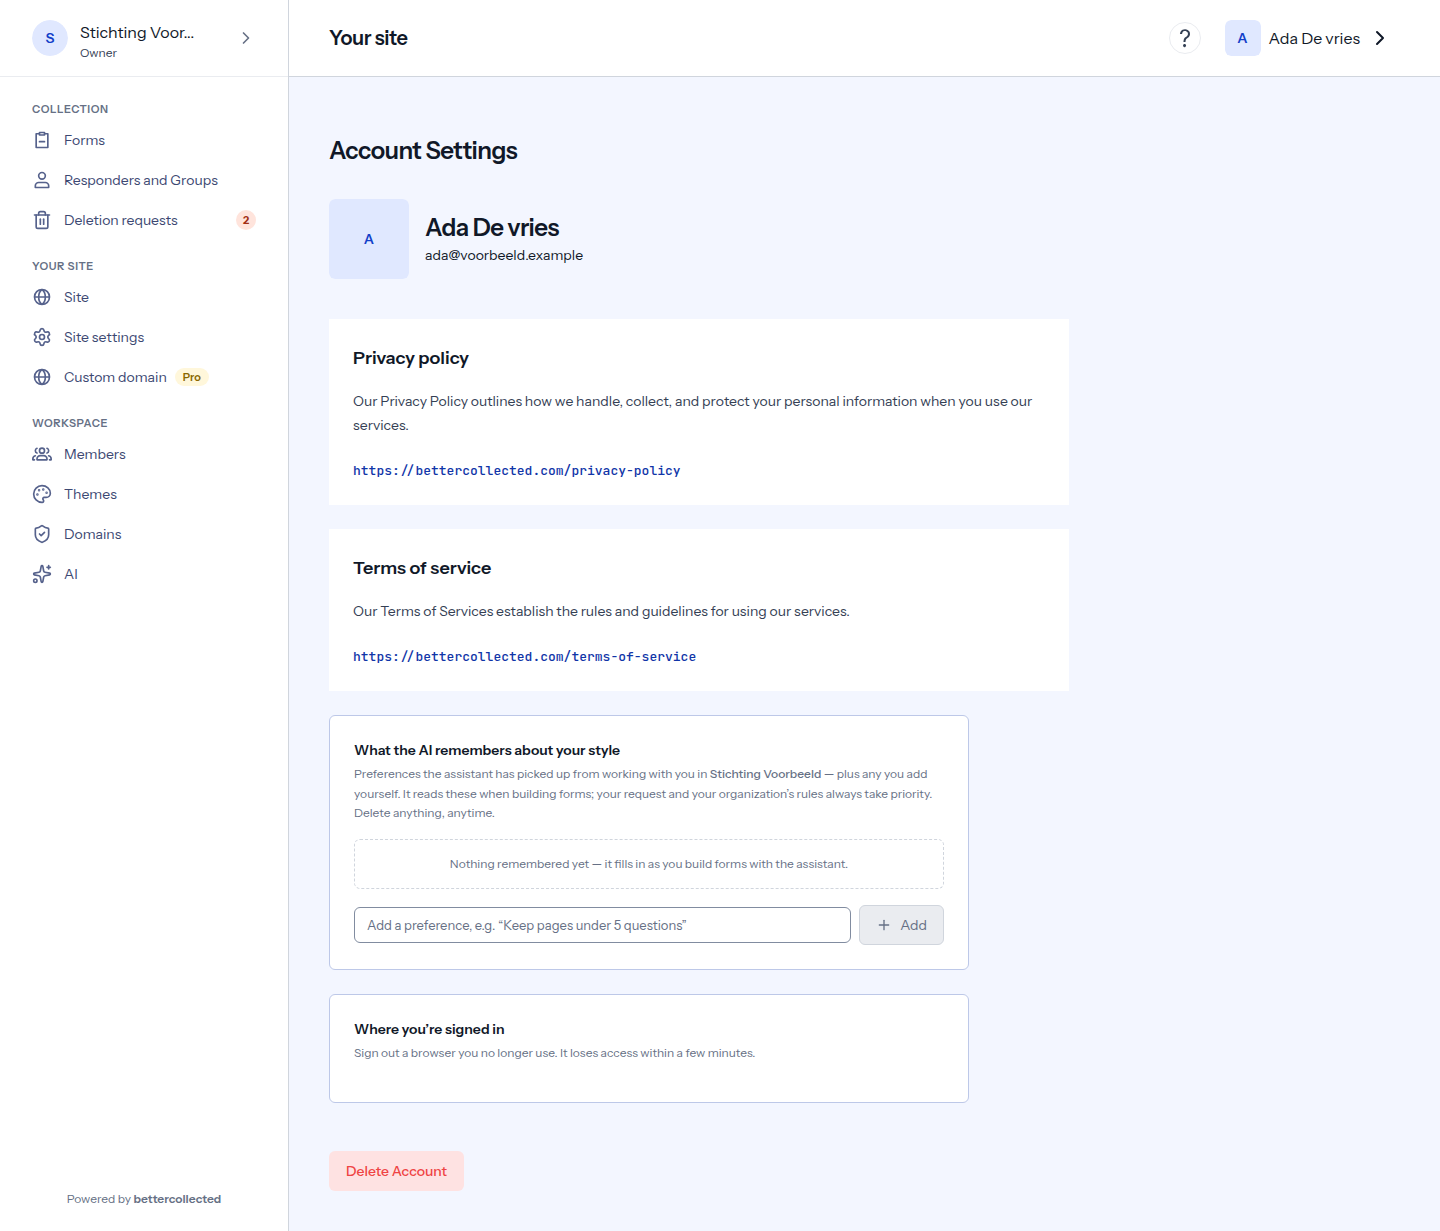 S
Stichting Voor...
Owner
Your site
A
Ada De vries
COLLECTION
Forms
Responders and Groups
Deletion requests
2
YOUR SITE
Site
Site settings
Custom domain
Pro
WORKSPACE
Members
Themes
Domains
AI
Powered by bettercollected
Account Settings
A
Ada De vries
ada@voorbeeld.example
Privacy policy
Our Privacy Policy outlines how we handle, collect, and protect your personal information when you use our
services.
https://bettercollected.com/privacy-policy
Terms of service
Our Terms of Services establish the rules and guidelines for using our services.
https://bettercollected.com/terms-of-service
What the AI remembers about your style
Preferences the assistant has picked up from working with you in Stichting Voorbeeld — plus any you add
yourself. It reads these when building forms; your request and your organization's rules always take priority.
Delete anything, anytime.
Nothing remembered yet — it fills in as you build forms with the assistant.
Add a preference, e.g. “Keep pages under 5 questions”
Add
Where you’re signed in
Sign out a browser you no longer use. It loses access within a few minutes.
Delete Account